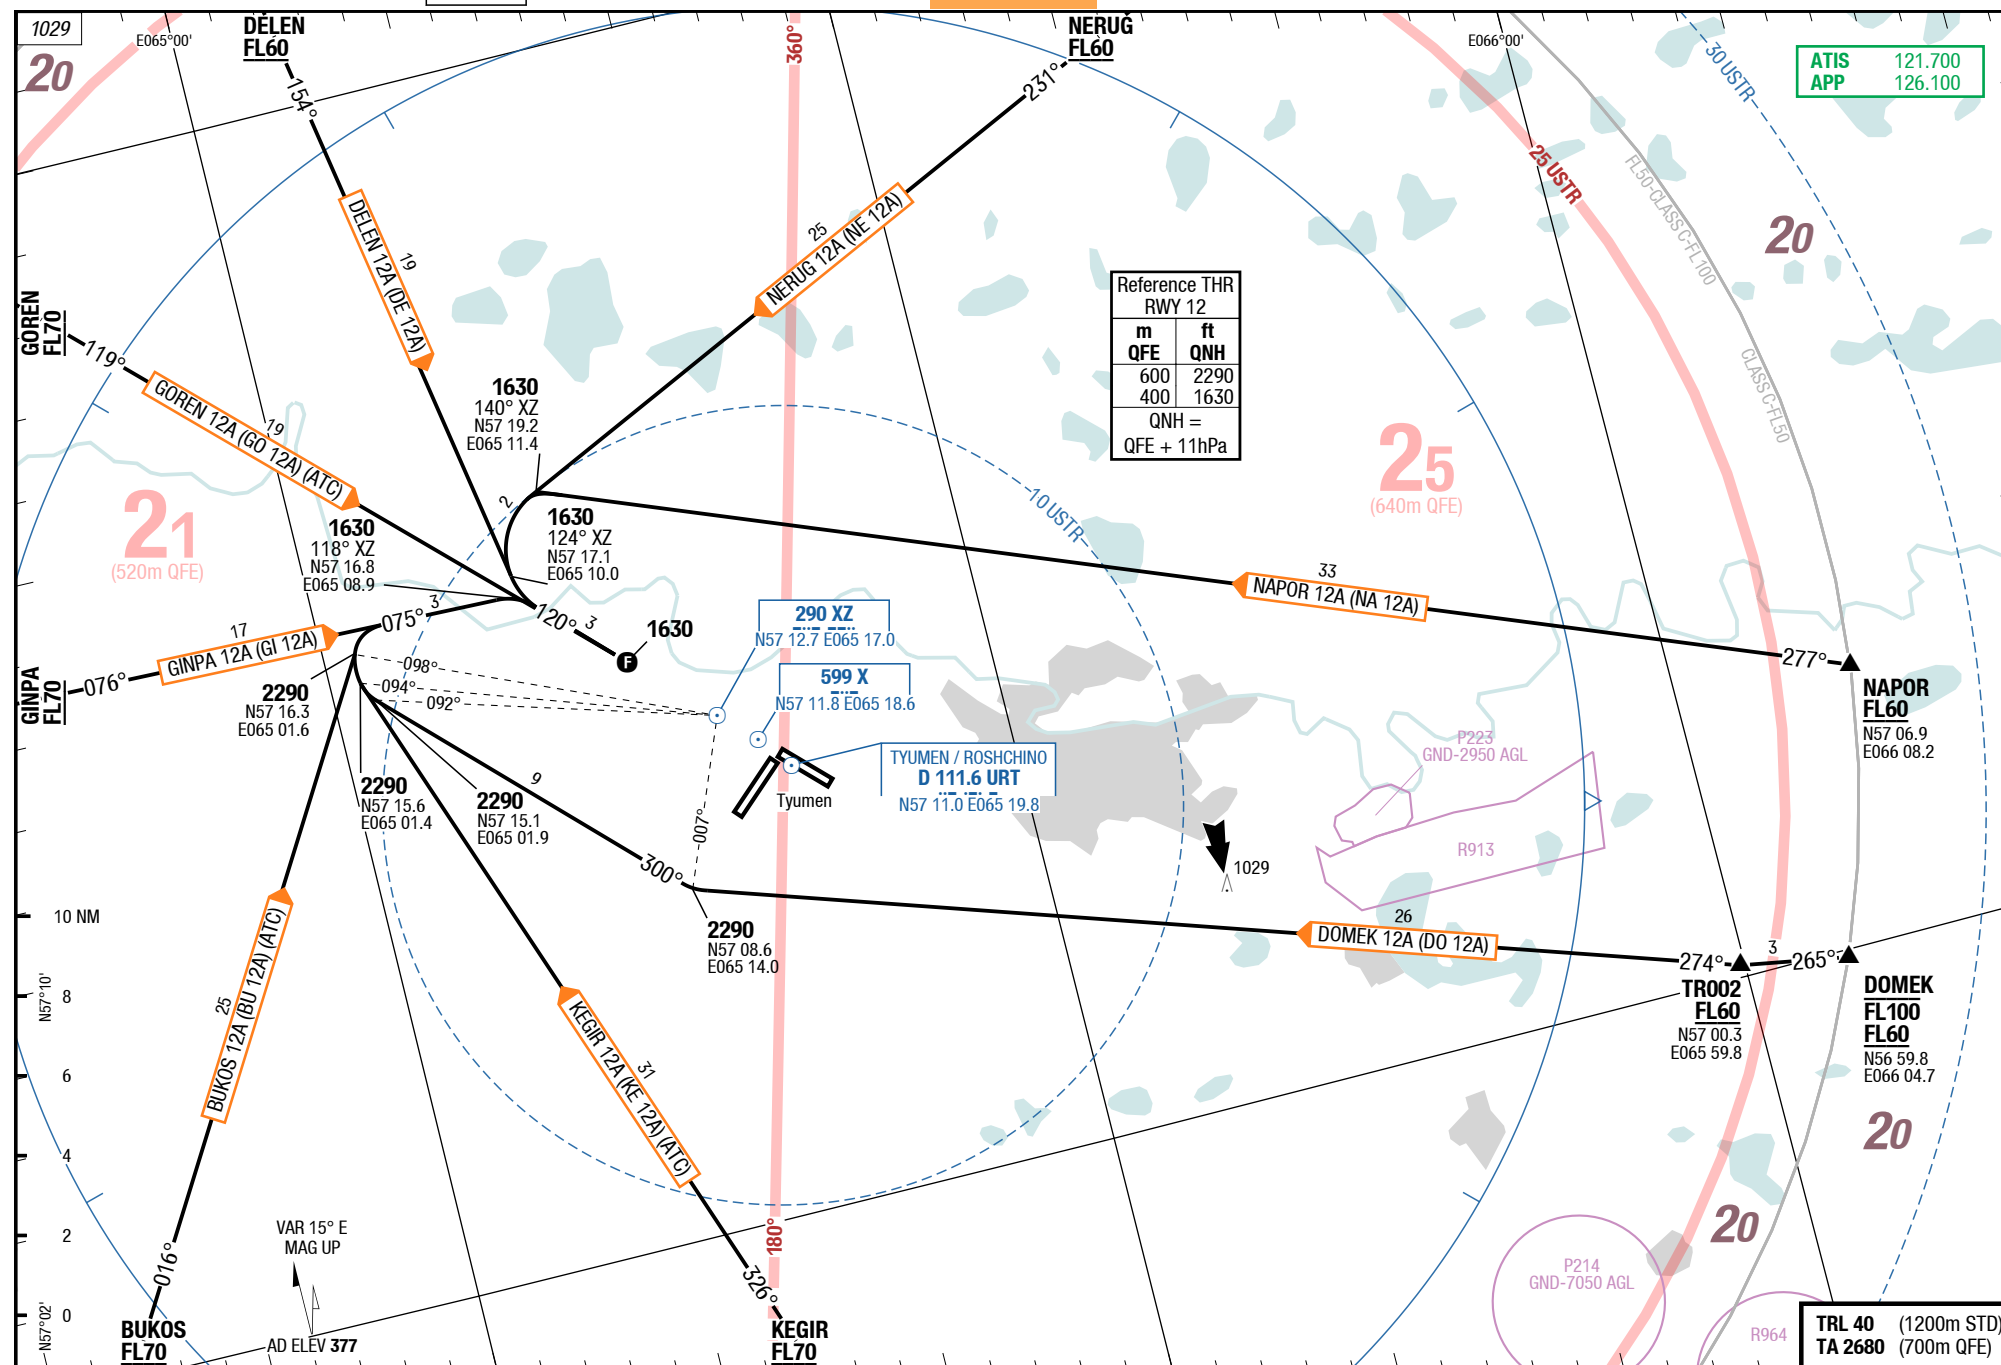 1029
E065°00'
DELEN
FL60
360°
NERUG
FL60
E066°00'
30 USTR
ATIS 121.700
APP 126.100
20
154°
231°
25 USTR
FL50-CLASS C-FL100
20
DELEN 12A (DE 12A)
19
25
NERUG 12A (NE 12A)
GOREN
FL70
119°
GOREN 12A (GO 12A) (ATC)
19
Reference THR
RWY 12
m ft
QFE QNH
600 2290
400 1630
QNH =
QFE + 11hPa
CLASS C-FL50
1630
140° XZ
N57 19.2
E065 11.4
25
(640m QFE)
21
(520m QFE)
2
10 USTR
1630
118° XZ
N57 16.8
E065 08.9
1630
124° XZ
N57 17.1
E065 10.0
33
NAPOR 12A (NA 12A)
277°
NAPOR
FL60
N57 06.9
E066 08.2
GINPA
FL70
076°
17
GINPA 12A (GI 12A)
075°
3
120°
3
1630
F
290 XZ
N57 12.7 E065 17.0
599 X
N57 11.8 E065 18.6
098°
094°
092°
2290
N57 16.3
E065 01.6
2290
N57 15.6
E065 01.4
2290
N57 15.1
E065 01.9
9
007°
TYUMEN / ROSHCHINO
D 111.6 URT
N57 11.0 E065 19.8
Tyumen
P223
GND-2950 AGL
R913
1029
300°
2290
N57 08.6
E065 14.0
26
DOMEK 12A (DO 12A)
274°
3
265°
TR002
FL60
N57 00.3
E065 59.8
DOMEK
FL100
FL60
N56 59.8
E066 04.7
10 NM
8
6
4
2
0
N57°10'
N57°02'
25
BUKOS 12A (BU 12A) (ATC)
016°
BUKOS
FL70
31
KEGIR 12A (KE 12A) (ATC)
326°
KEGIR
FL70
180°
VAR 15° E
MAG UP
AD ELEV 377
20
20
P214
GND-7050 AGL
R964
TRL 40 (1200m STD)
TA 2680 (700m QFE)